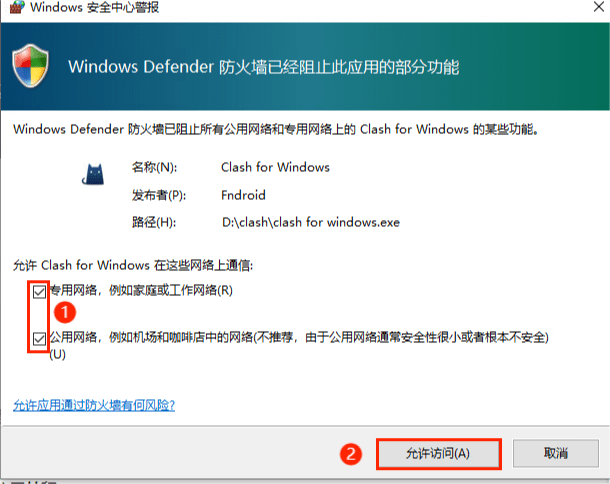 Windows 安全中心警报
Windows Defender 防火墙已经阻止此应用的部分功能
Windows Defender 防火墙已阻止所有公用网络和专用网络上的 Clash for Windows 的某些功能。
名称(N): Clash for Windows
发布者(P): Fndroid
路径(H): D:\clash\clash for windows.exe
允许 Clash for Windows 在这些网络上通信:
专用网络，例如家庭或工作网络(R)
1
公用网络，例如机场和咖啡店中的网络(不推荐，由于公用网络通常安全性很小或者根本不安全)
(U)
允许应用通过防火墙有何风险?
2 允许访问(A) 取消